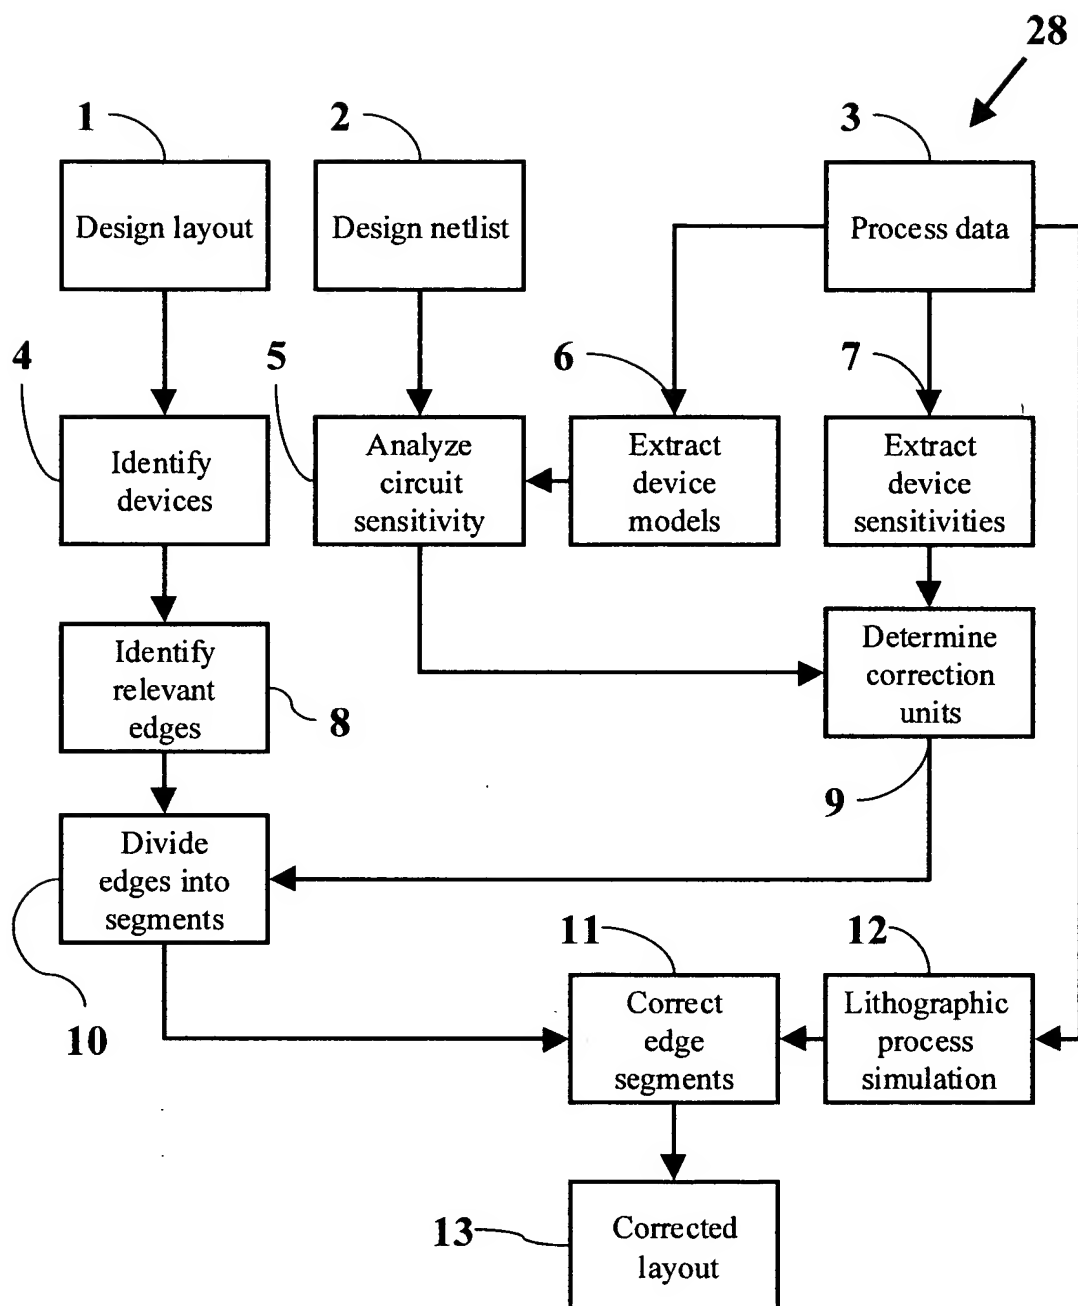 28
1
2
3
Design layout
Design netlist
Process data
4
5
6
7
Identify
devices
Analyze
circuit
sensitivity
Extract
device
models
Extract
device
sensitivities
Identify
relevant
edges
8
Determine
correction
units
9
Divide
edges into
segments
10
11
12
Correct
edge
segments
Lithographic
process
simulation
13
Corrected
layout